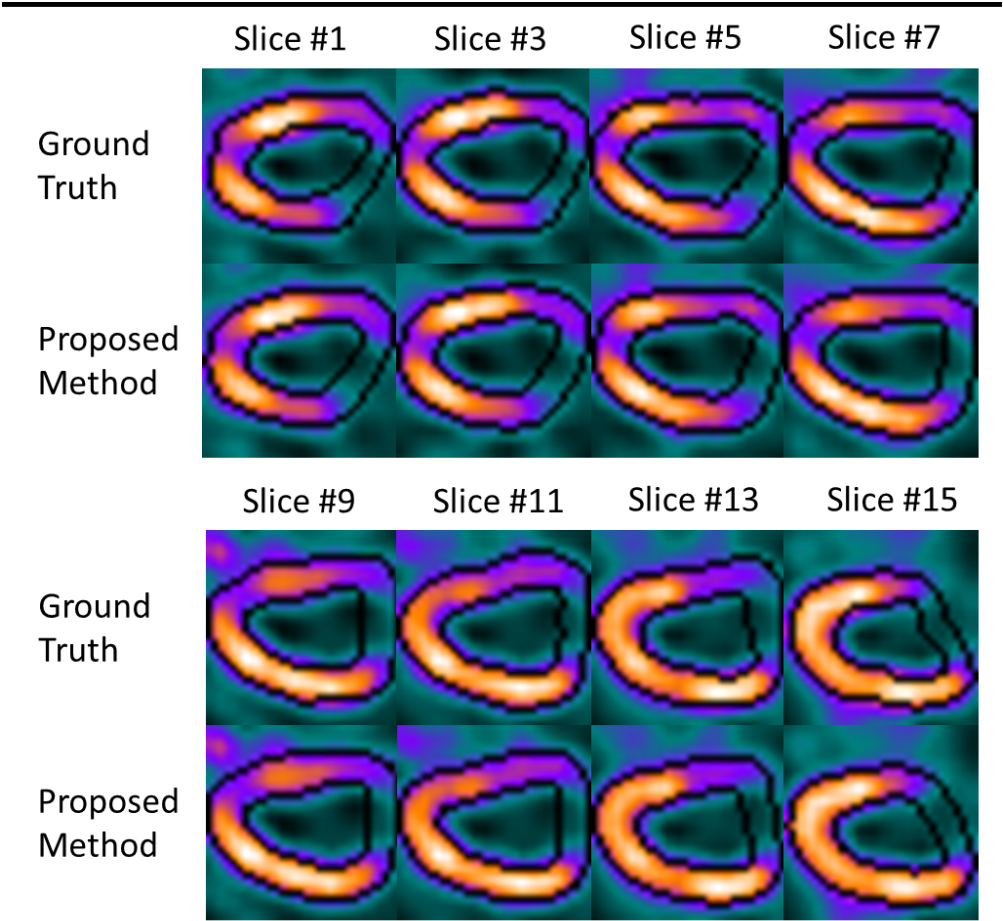 Slice #1 Slice #3 Slice #5 Slice #7
Ground
Truth
Proposed
Method
Slice #9 Slice #11 Slice #13 Slice #15
Ground
Truth
Proposed
Method